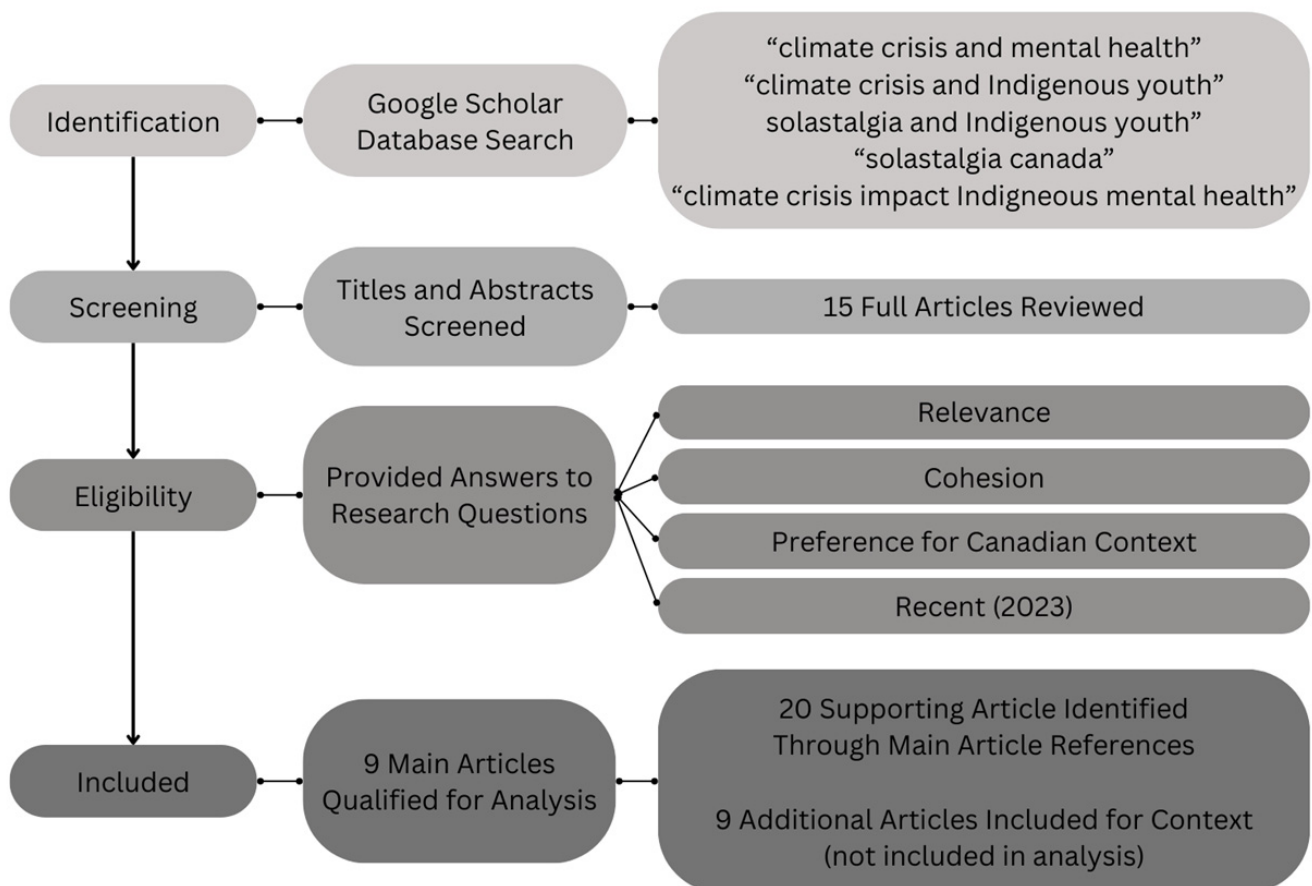 Identification
Google Scholar
Database Search
“climate crisis and mental health”
“climate crisis and Indigenous youth”
solastalgia and Indigenous youth”
“solastalgia canada”
“climate crisis impact Indigneous mental health”
Screening
Titles and Abstracts
Screened
15 Full Articles Reviewed
Eligibility
Provided Answers to
Research Questions
Relevance
Cohesion
Preference for Canadian Context
Recent (2023)
Included
9 Main Articles
Qualified for Analysis
20 Supporting Article Identified
Through Main Article References
9 Additional Articles Included for Context
(not included in analysis)